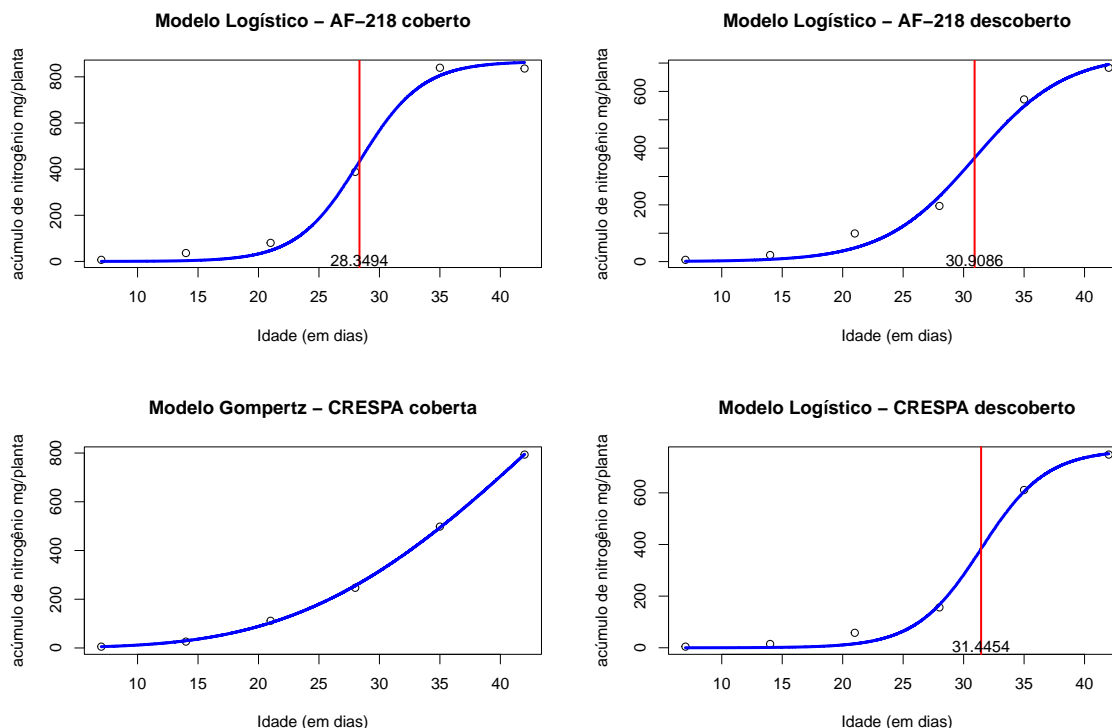 Modelo Logístico – AF−218 coberto
acúmulo de nitrogênio mg/planta
0 200 400 600 800
28.3494
10 15 20 25 30 35 40
Idade (em dias)
Modelo Logístico – AF−218 descoberto
acúmulo de nitrogênio mg/planta
0 200 400 600
30.9086
10 15 20 25 30 35 40
Idade (em dias)
Modelo Gompertz – CRESPA coberta
acúmulo de nitrogênio mg/planta
0 200 400 600 800
10 15 20 25 30 35 40
Idade (em dias)
Modelo Logístico – CRESPA descoberto
acúmulo de nitrogênio mg/planta
0 200 400 600
31.4454
10 15 20 25 30 35 40
Idade (em dias)